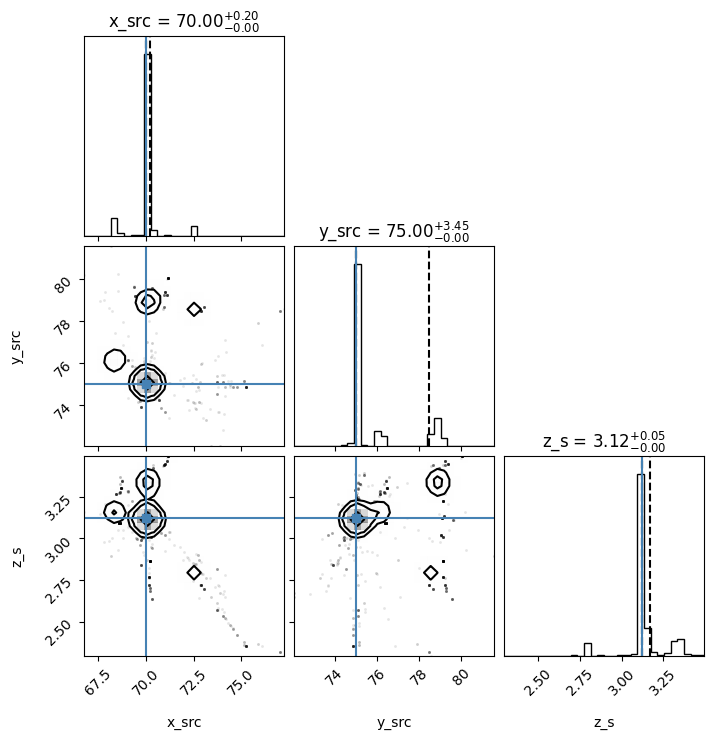 x_src = 70.00+0.20−0.00
y_src = 75.00+3.45−0.00
80
78
76
74
y_src
z_s = 3.12+0.05−0.00
3.25
3.00
2.75
2.50
z_s
67.5 70.0 72.5 75.0
x_src
74 76 78 80
y_src
2.50 2.75 3.00 3.25
z_s